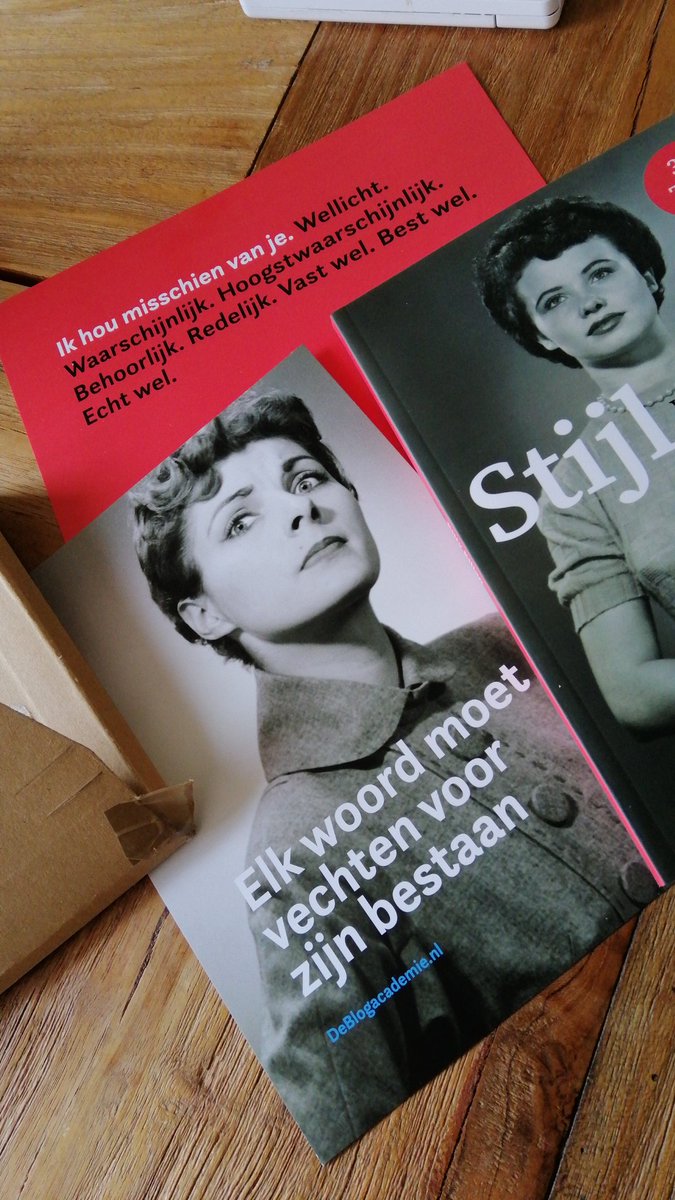 Ik hou misschien van je. Wellicht.
Waarschijnlijk. Hoogstwaarschijnlijk.
Behoorlijk. Redelijk. Vast wel. Best wel.
Echt wel.
Stijl
Elk woord moet
vechten voor
zijn bestaan
DeBlogacademie.nl